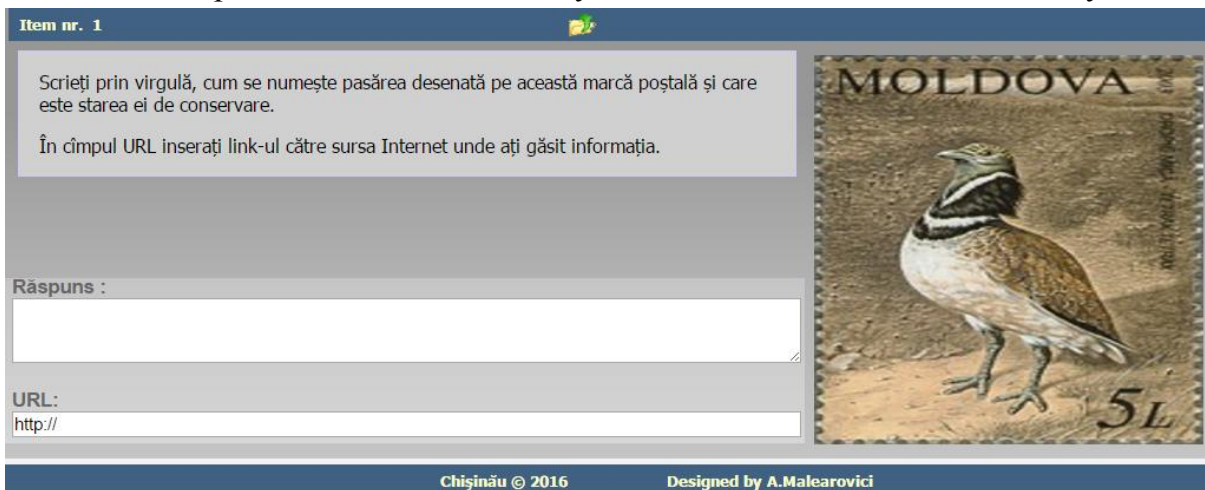 Item nr. 1
Scrieți prin virgulă, cum se numește pasărea desenată pe această marcă poștală și care
este starea ei de conservare.
În cîmpul URL inserați link-ul către sursa Internet unde ați găsit informația.
MOLDOVA
5L
Răspuns :
URL:
http://
Chişinău © 2016 Designed by A.Malearovici